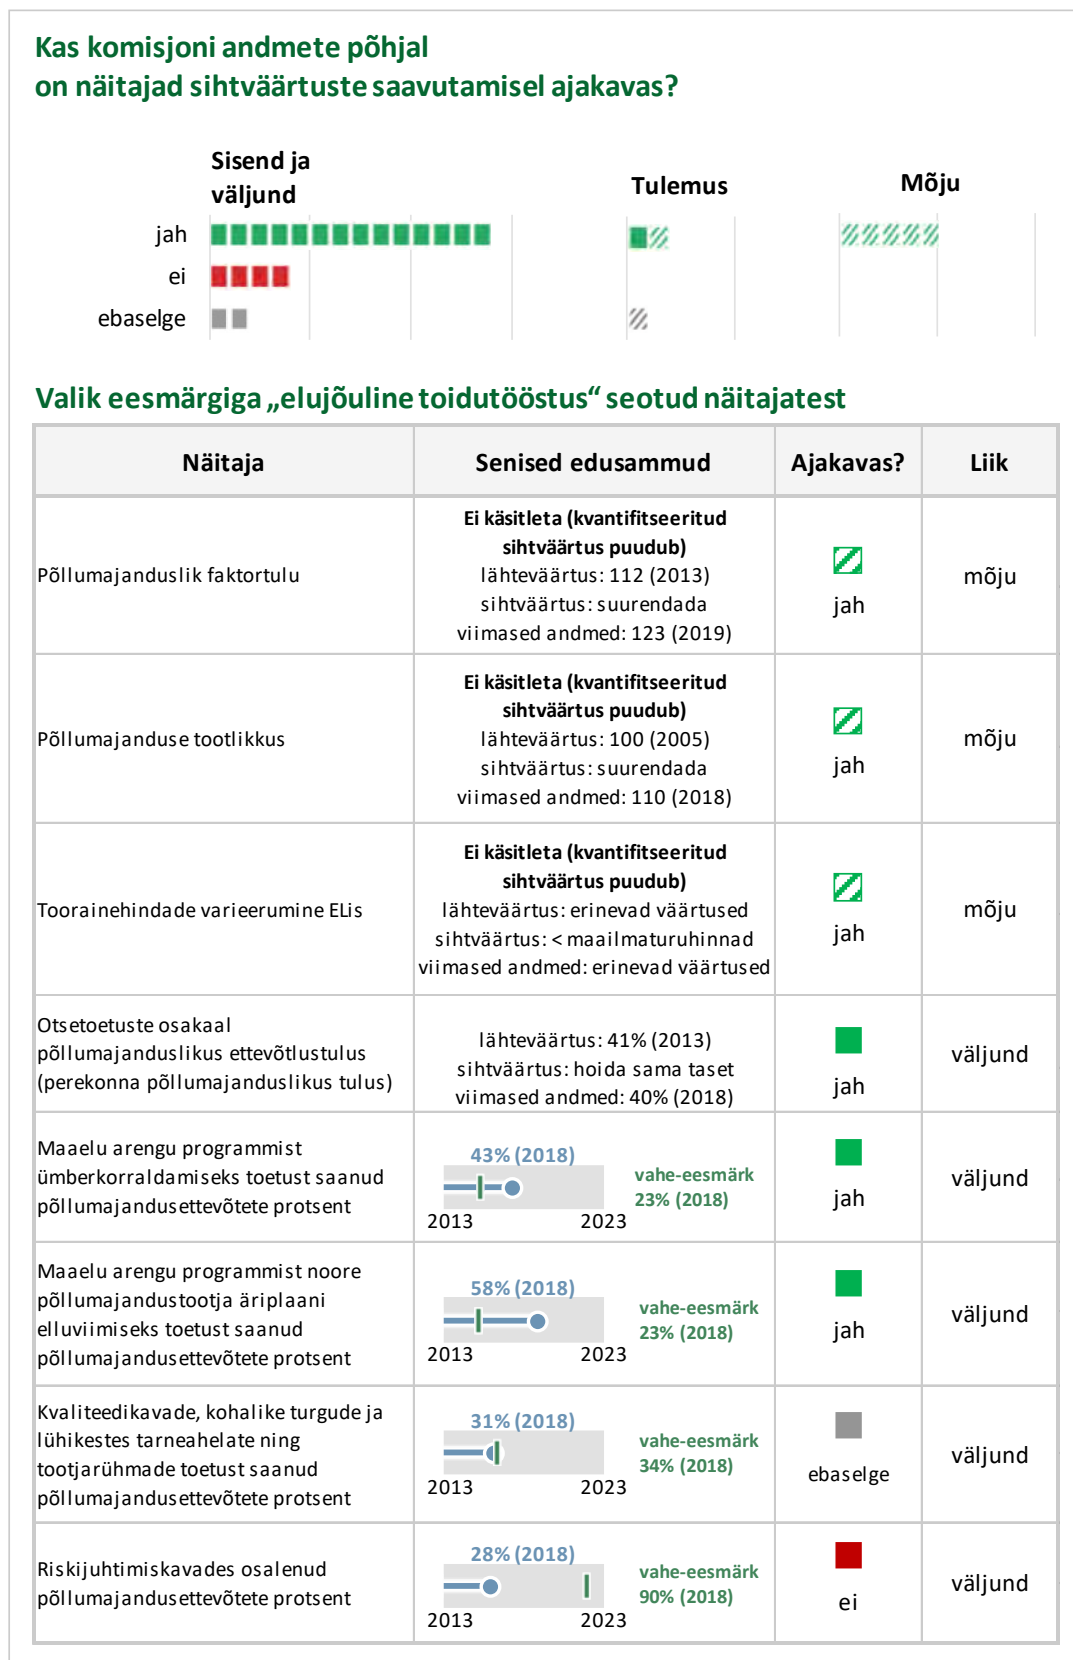 Kas komisjoni andmete põhjal
on näitajad sihtväärtuste saavutamisel ajakavas?
Sisend ja
väljund
Tulemus
Mõju
jah
ei
ebaselge
Valik eesmärgiga „elujõuline toidutööstus“ seotud näitajatest
Näitaja
Senised edusammud
Ajakavas?
Liik
Põllumajanduslik faktortulu
Ei käsitleta (kvantifitseeritud
sihtväärtus puudub)
lähteväärtus: 112 (2013)
sihtväärtus: suurendada
viimased andmed: 123 (2019)
jah
mõju
Põllumajanduse tootlikkus
Ei käsitleta (kvantifitseeritud
sihtväärtus puudub)
lähteväärtus: 100 (2005)
sihtväärtus: suurendada
viimased andmed: 110 (2018)
jah
mõju
Toorainehindade varieerumine ELis
Ei käsitleta (kvantifitseeritud
sihtväärtus puudub)
lähteväärtus: erinevad väärtused
sihtväärtus: < maailmaturuhinnad
viimased andmed: erinevad väärtused
jah
mõju
Otsetoetuste osakaal
põllumajanduslikus ettevõtlustulus
(perekonna põllumajanduslikus tulus)
lähteväärtus: 41% (2013)
sihtväärtus: hoida sama taset
viimased andmed: 40% (2018)
jah
väljund
Maaelu arengu programmist
ümberkorraldamiseks toetust saanud
põllumajandusettevõtete protsent
43% (2018)
2013
2023
vahe-eesmärk
23% (2018)
jah
väljund
Maaelu arengu programmist noore
põllumajandustootja äriplaani
elluviimiseks toetust saanud
põllumajandusettevõtete protsent
58% (2018)
2013
2023
vahe-eesmärk
23% (2018)
jah
väljund
Kvaliteedikavade, kohalike turgude ja
lühikestes tarneahelate ning
tootjarühmade toetust saanud
põllumajandusettevõtete protsent
31% (2018)
2013
2023
vahe-eesmärk
34% (2018)
ebaselge
väljund
Riskijuhtimiskavades osalenud
põllumajandusettevõtete protsent
28% (2018)
2013
2023
vahe-eesmärk
90% (2018)
ei
väljund